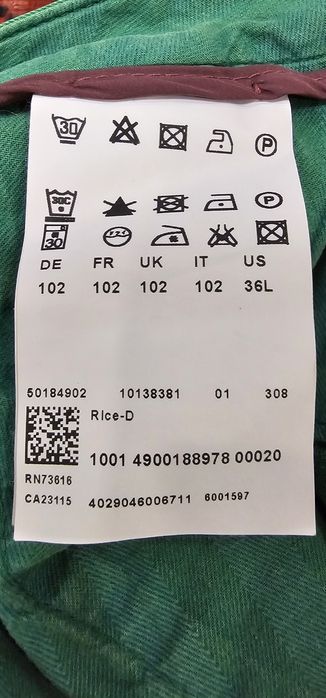 30 P
30C P
30
DE FR UK IT US
102 102 102 102 36L
50184902 10138381 01 308
Rice-D
1001 4900188978 00020
RN73616
CA23115 4029046006711 6001597